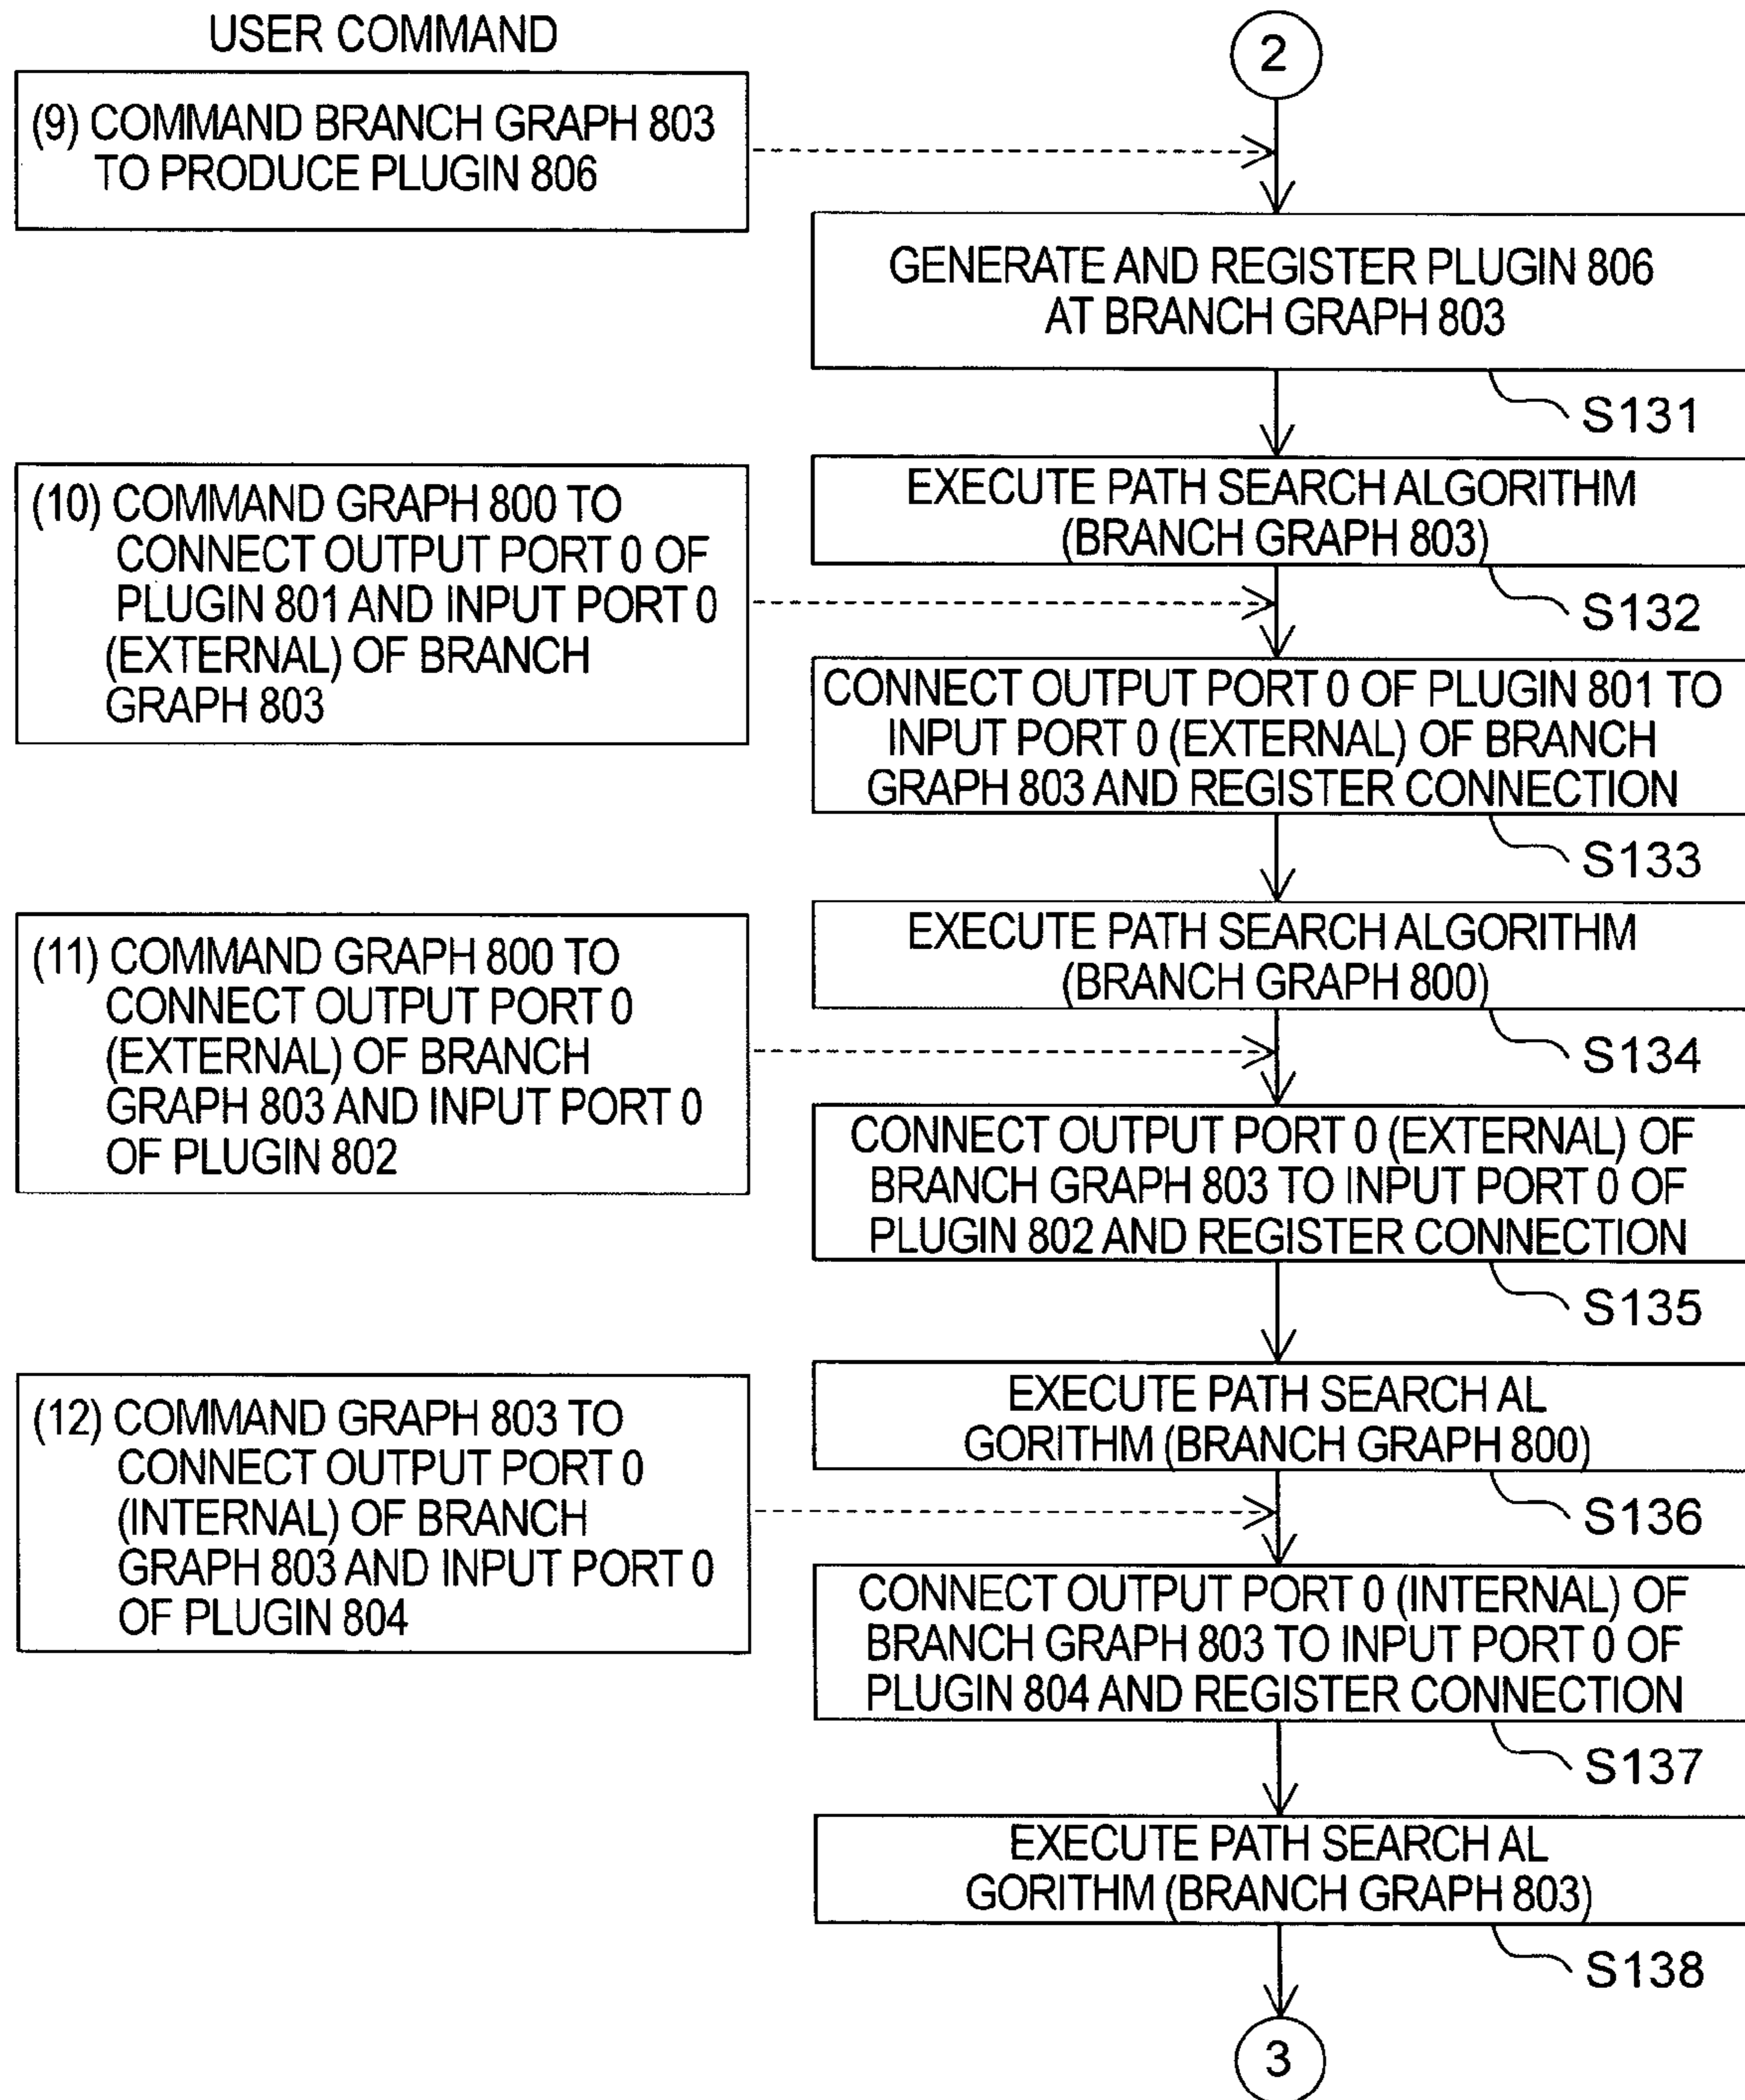 USER COMMAND
2
(9) COMMAND BRANCH GRAPH 803
TO PRODUCE PLUGIN 806
GENERATE AND REGISTER PLUGIN 806
AT BRANCH GRAPH 803
S131
EXECUTE PATH SEARCH ALGORITHM
(BRANCH GRAPH 803)
S132
(10) COMMAND GRAPH 800 TO
CONNECT OUTPUT PORT 0 OF
PLUGIN 801 AND INPUT PORT 0
(EXTERNAL) OF BRANCH
GRAPH 803
CONNECT OUTPUT PORT 0 OF PLUGIN 801 TO
INPUT PORT 0 (EXTERNAL) OF BRANCH
GRAPH 803 AND REGISTER CONNECTION
S133
EXECUTE PATH SEARCH ALGORITHM
(BRANCH GRAPH 800)
S134
(11) COMMAND GRAPH 800 TO
CONNECT OUTPUT PORT 0
(EXTERNAL) OF BRANCH
GRAPH 803 AND INPUT PORT 0
OF PLUGIN 802
CONNECT OUTPUT PORT 0 (EXTERNAL) OF
BRANCH GRAPH 803 TO INPUT PORT 0 OF
PLUGIN 802 AND REGISTER CONNECTION
S135
EXECUTE PATH SEARCH AL
GORITHM (BRANCH GRAPH 800)
S136
(12) COMMAND GRAPH 803 TO
CONNECT OUTPUT PORT 0
(INTERNAL) OF BRANCH
GRAPH 803 AND INPUT PORT 0
OF PLUGIN 804
CONNECT OUTPUT PORT 0 (INTERNAL) OF
BRANCH GRAPH 803 TO INPUT PORT 0 OF
PLUGIN 804 AND REGISTER CONNECTION
S137
EXECUTE PATH SEARCH AL
GORITHM (BRANCH GRAPH 803)
S138
3